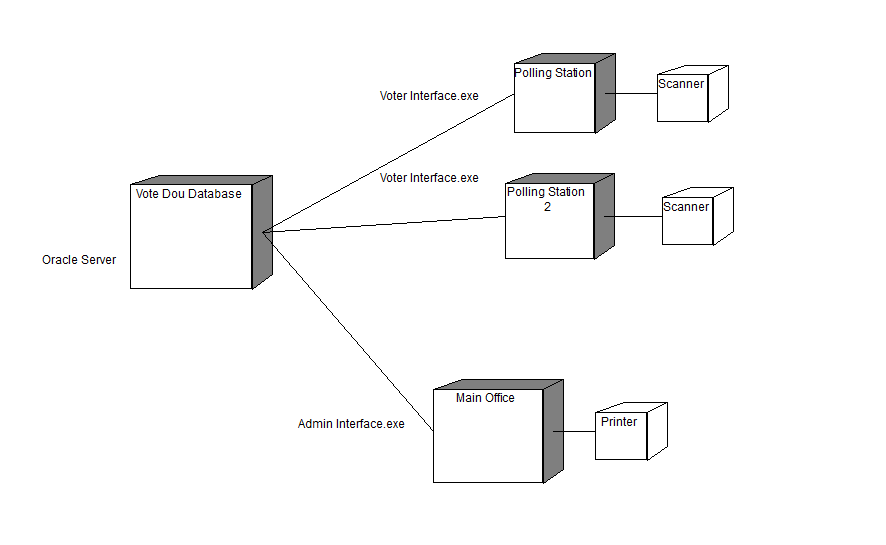 Polling Station
Scanner
Voter Interface.exe
Voter Interface.exe
Polling Station
2
Scanner
Vote Dou Database
Oracle Server
Main Office
Printer
Admin Interface.exe